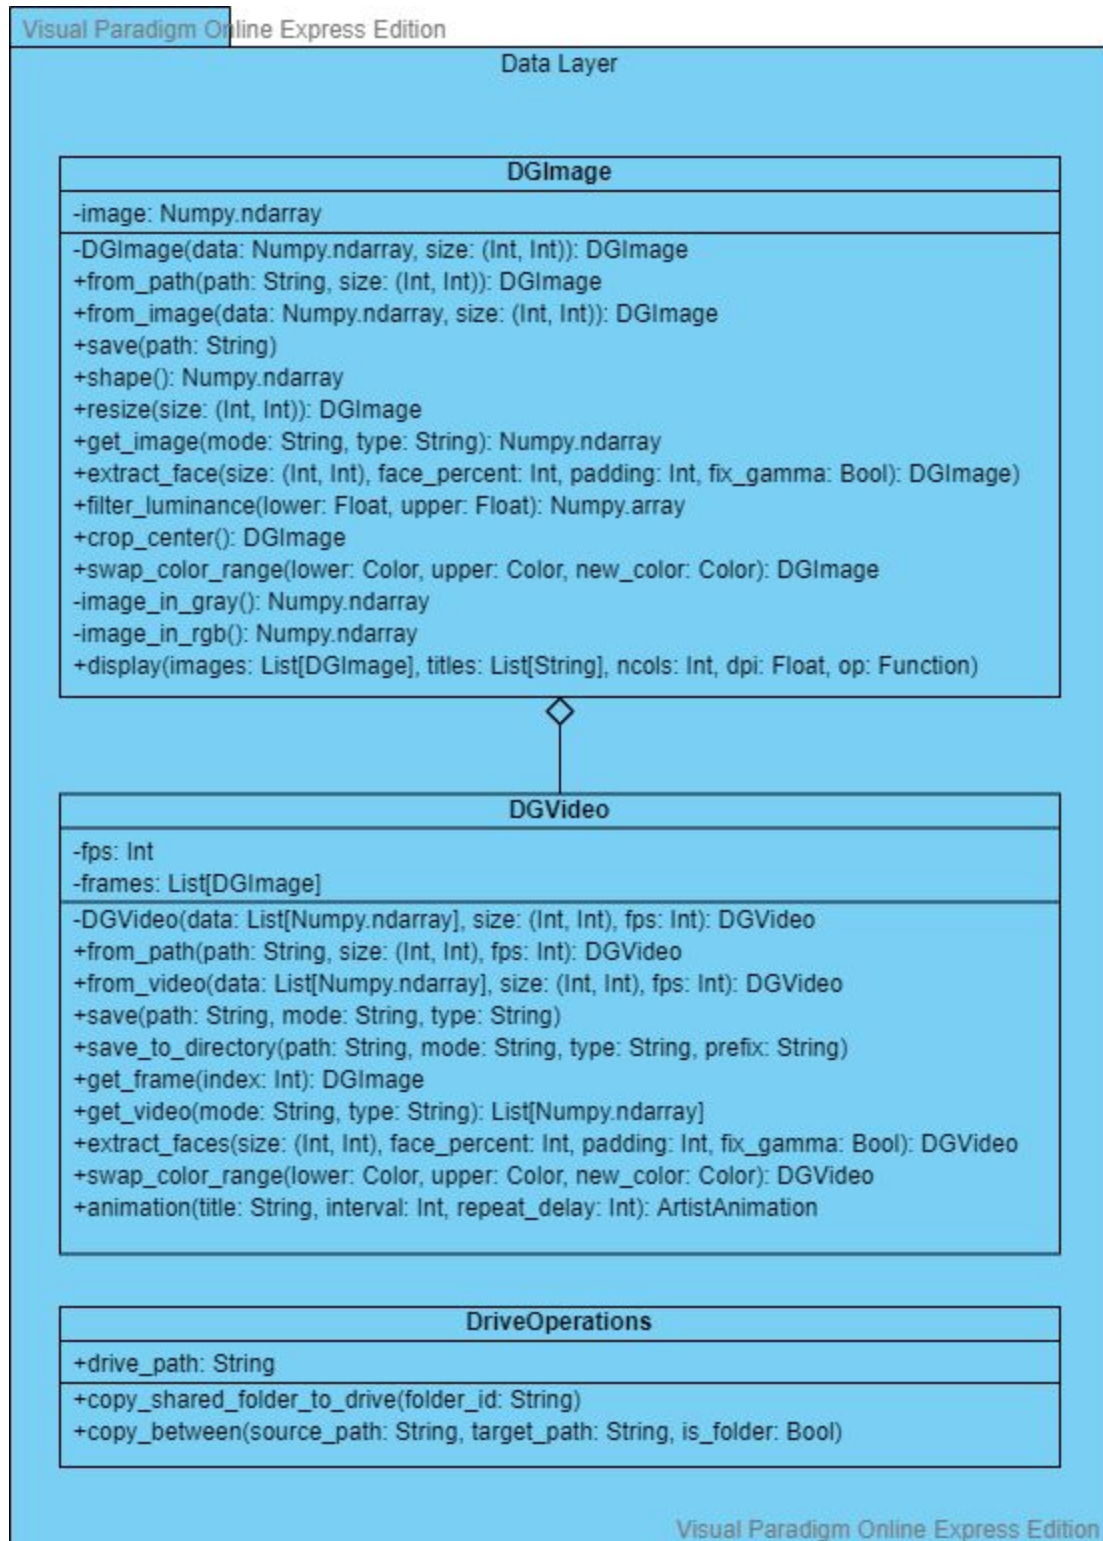 Visual Paradigm Online Express Edition
Data Layer
DGImage
-image: Numpy.ndarray
-DGImage(data: Numpy.ndarray, size: (Int, Int)): DGImage
+from_path(path: String, size: (Int, Int)): DGImage
+from_image(data: Numpy.ndarray, size: (Int, Int)): DGImage
+save(path: String)
+shape(): Numpy.ndarray
+resize(size: (Int, Int)): DGImage
+get_image(mode: String, type: String): Numpy.ndarray
+extract_face(size: (Int, Int), face_percent: Int, padding: Int, fix_gamma: Bool): DGImage)
+filter_luminance(lower: Float, upper: Float): Numpy.array
+crop_center(): DGImage
+swap_color_range(lower: Color, upper: Color, new_color: Color): DGImage
-image_in_gray(): Numpy.ndarray
-image_in_rgb(): Numpy.ndarray
+display(images: List[DGImage], titles: List[String], ncols: Int, dpi: Float, op: Function)
DGVideo
-fps: Int
-frames: List[DGImage]
-DGVideo(data: List[Numpy.ndarray], size: (Int, Int), fps: Int): DGVideo
+from_path(path: String, size: (Int, Int), fps: Int): DGVideo
+from_video(data: List[Numpy.ndarray], size: (Int, Int), fps: Int): DGVideo
+save(path: String, mode: String, type: String)
+save_to_directory(path: String, mode: String, type: String, prefix: String)
+get_frame(index: Int): DGImage
+get_video(mode: String, type: String): List[Numpy.ndarray]
+extract_faces(size: (Int, Int), face_percent: Int, padding: Int, fix_gamma: Bool): DGVideo
+swap_color_range(lower: Color, upper: Color, new_color: Color): DGVideo
+animation(title: String, interval: Int, repeat_delay: Int): ArtistAnimation
DriveOperations
+drive_path: String
+copy_shared_folder_to_drive(folder_id: String)
+copy_between(source_path: String, target_path: String, is_folder: Bool)
Visual Paradigm Online Express Edition